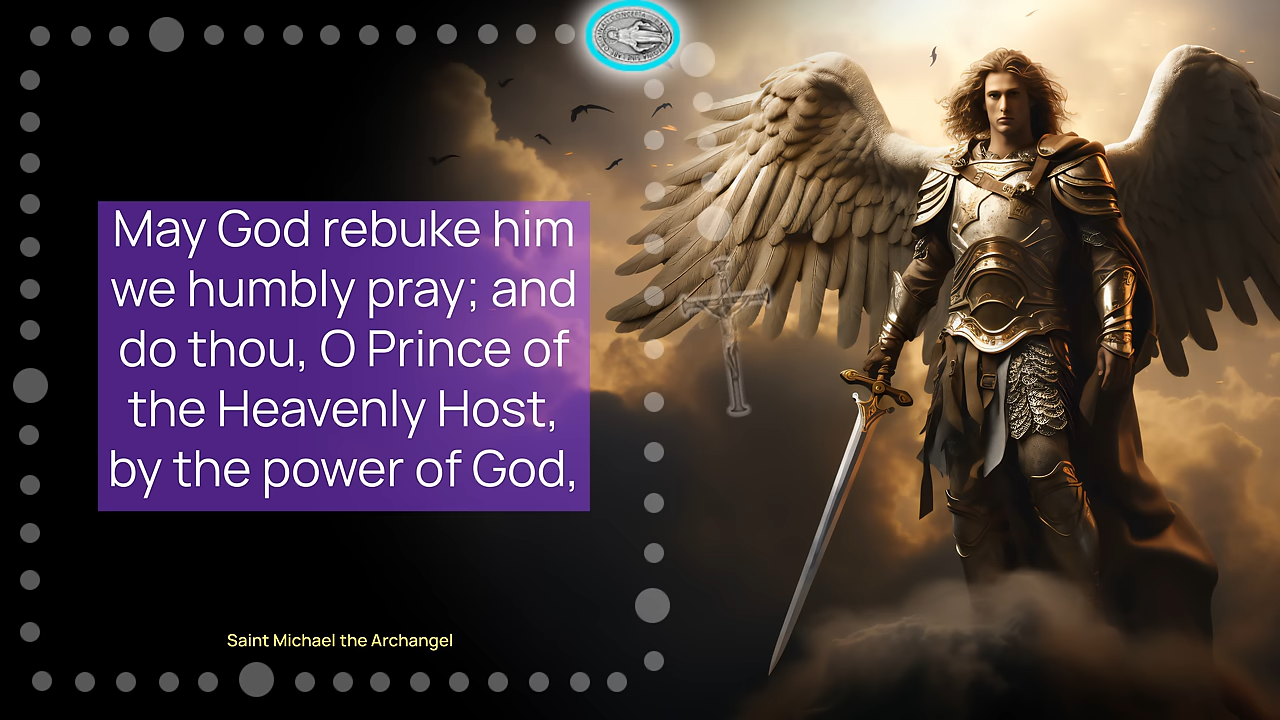 May God rebuke him
we humbly pray; and
do thou, O Prince of
the Heavenly Host,
by the power of God,
Saint Michael the Archangel